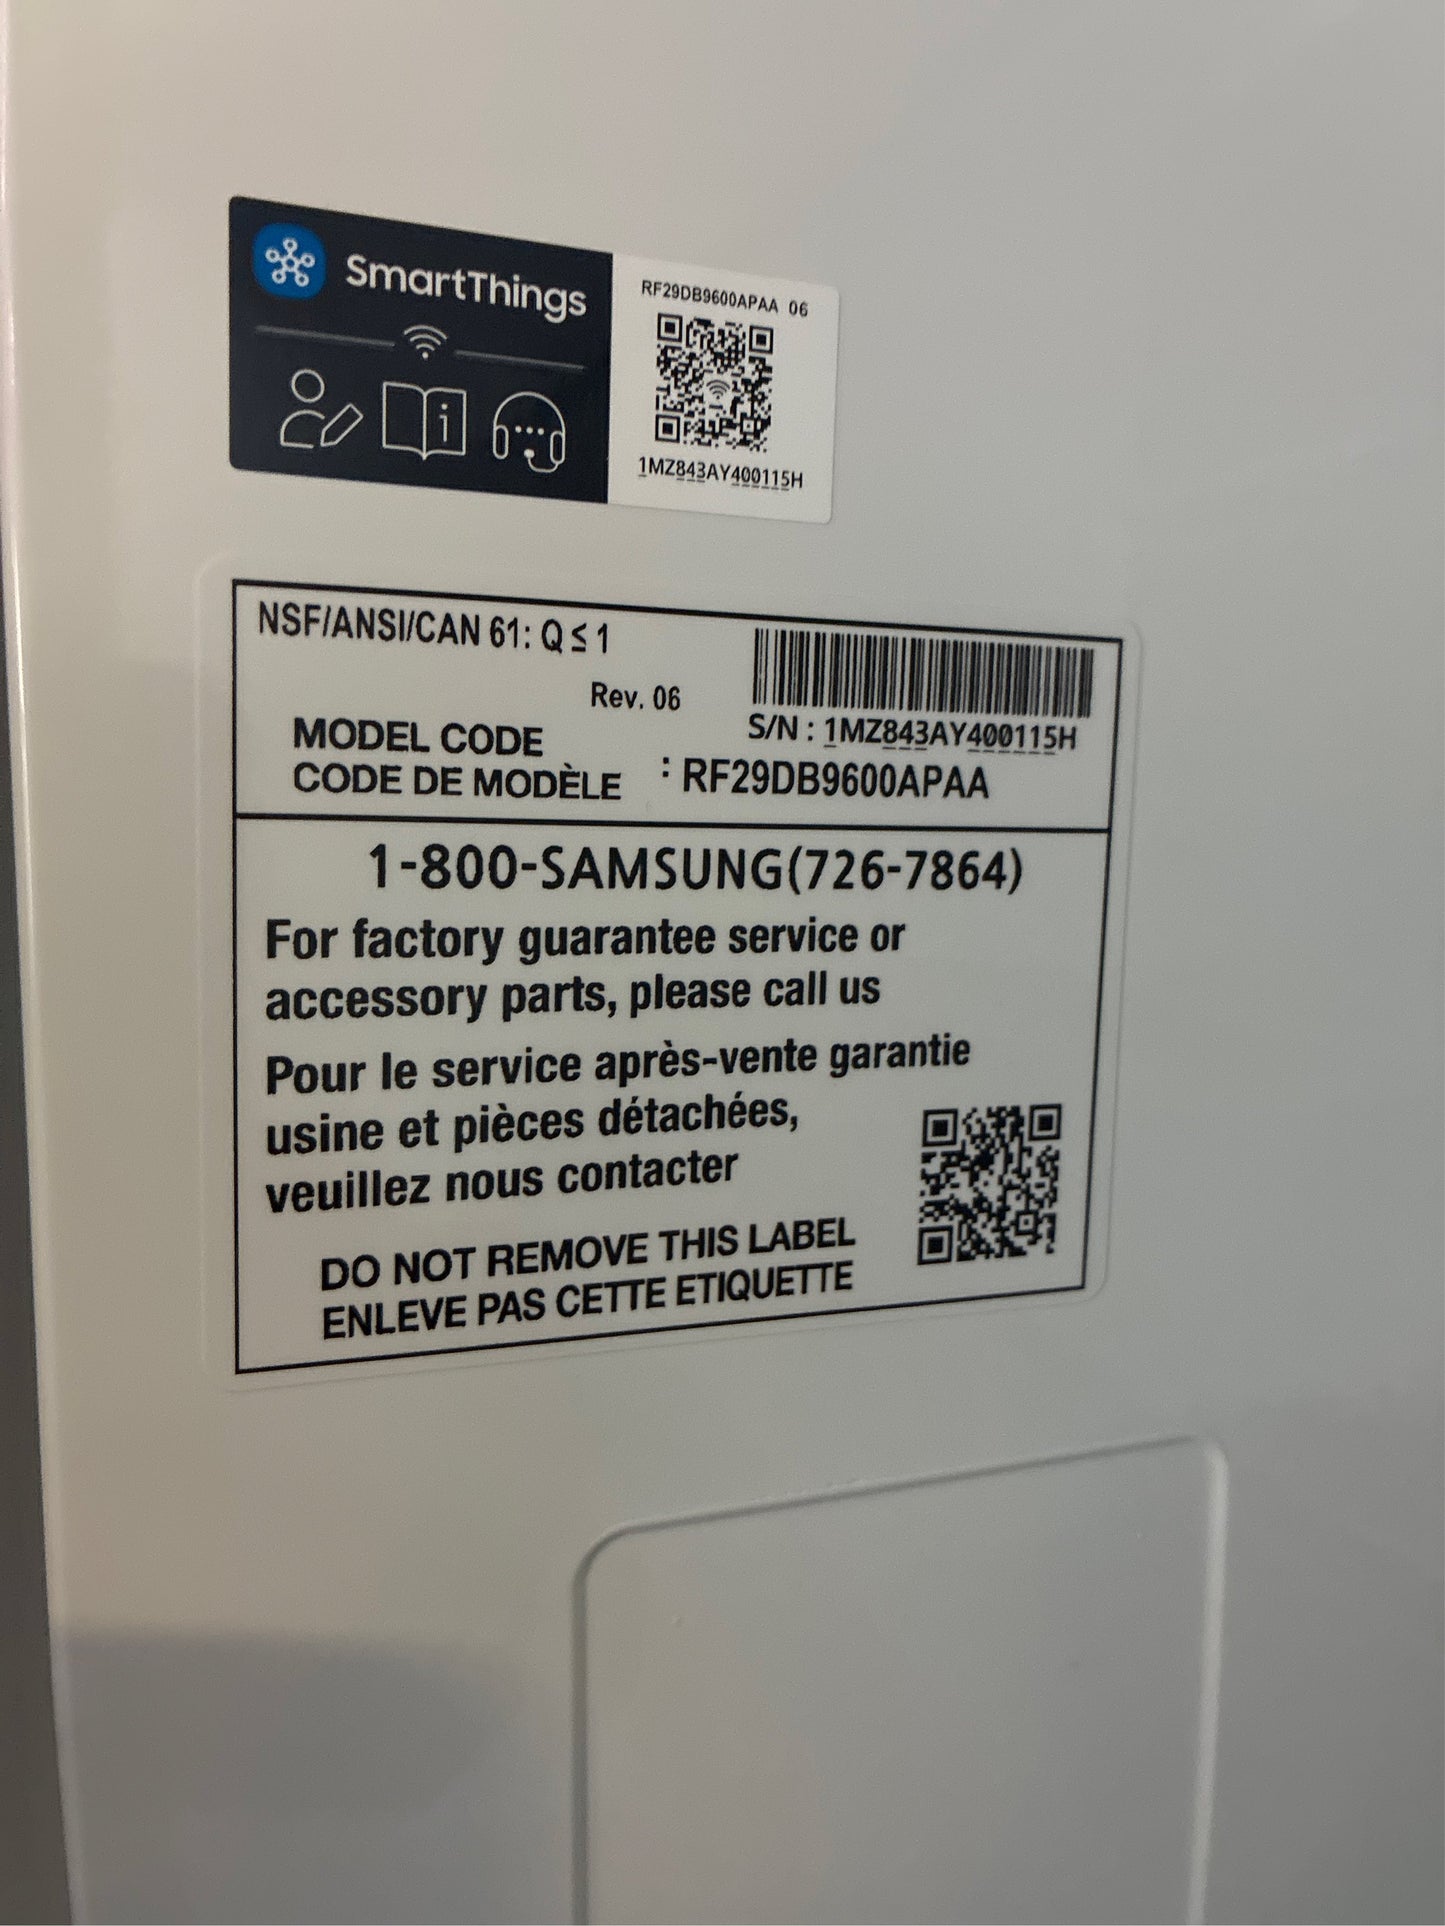 SmartThings
RF29DB9600APAA 06
1MZ843AY400115H
NSF/ANSI/CAN 61: Q ≤ 1
Rev. 06
S/N : 1MZ843AY400115H
MODEL CODE
CODE DE MODÈLE : RF29DB9600APAA
1-800-SAMSUNG(726-7864)
For factory guarantee service or
accessory parts, please call us
Pour le service après-vente garantie
usine et pièces détachées,
veuillez nous contacter
DO NOT REMOVE THIS LABEL
ENLEVE PAS CETTE ETIQUETTE